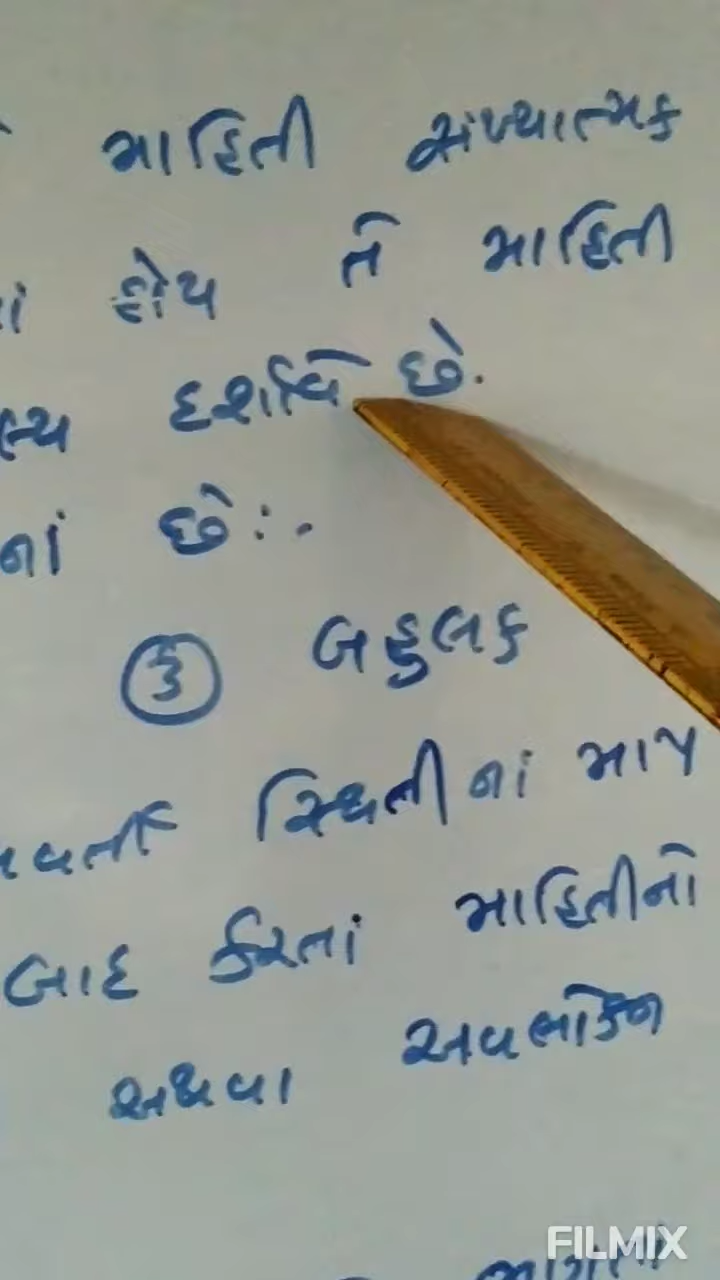 માહિતી સંખ્યાત્મક
હોય તે માહિતી
દર્શાવે છે.
નાં છે:-
③ બહુલક
સ્થિતીનાં માપ
બાદ કરતાં માહિતીનો
અથવા અવલોકન
FILMIX